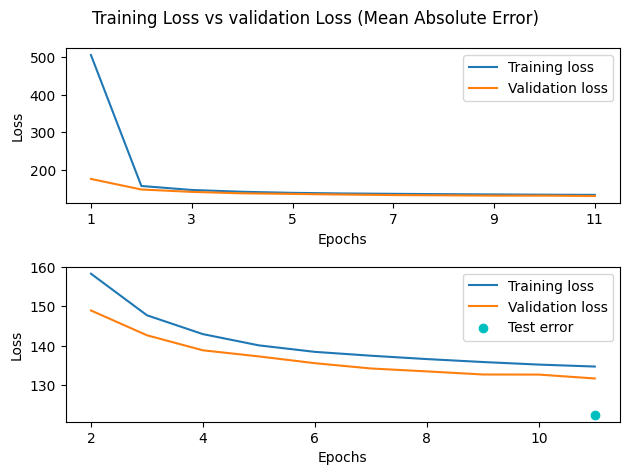 Training Loss vs validation Loss (Mean Absolute Error)
500
400
300
200
Loss
Training loss
Validation loss
1 3 5 7 9 11
Epochs
160
150
140
130
Loss
Training loss
Validation loss
Test error
2 4 6 8 10
Epochs